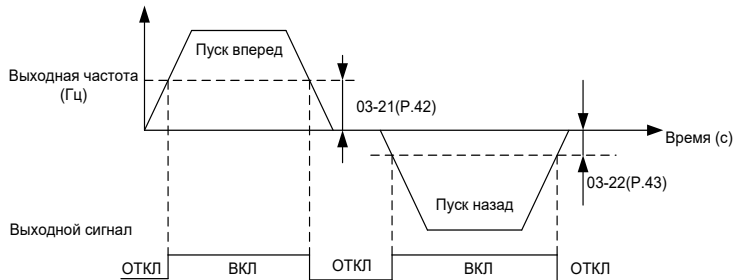 Пуск вперед
Выходная частота
(Гц)
03-21(P.42)
Время (с)
03-22(P.43)
Пуск назад
Выходной сигнал
ОТКЛ ВКЛ ОТКЛ ВКЛ ОТКЛ